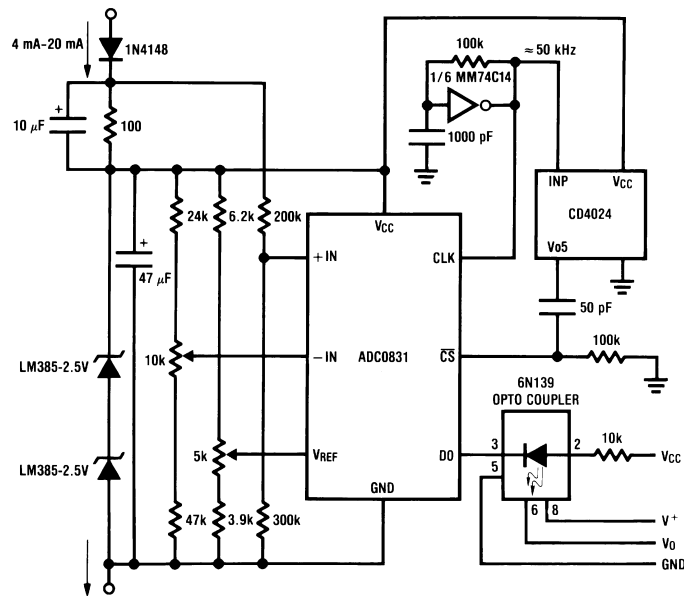 4 mA-20 mA
1N4148
100k
≈ 50 kHz
1/6 MM74C14
+
10 μF
100
1000 pF
INP
VCC
CD4024
Vo5
24k
6.2k
200k
VCC
+
47 μF
+ IN
CLK
50 pF
LM385-2.5V
10k
– IN
ADC0831
CS
100k
6N139
OPTO COUPLER
LM385-2.5V
5k
VREF
DO
3
2
10k
VCC
5
GND
47k
3.9k
300k
6
8
V+
VO
GND